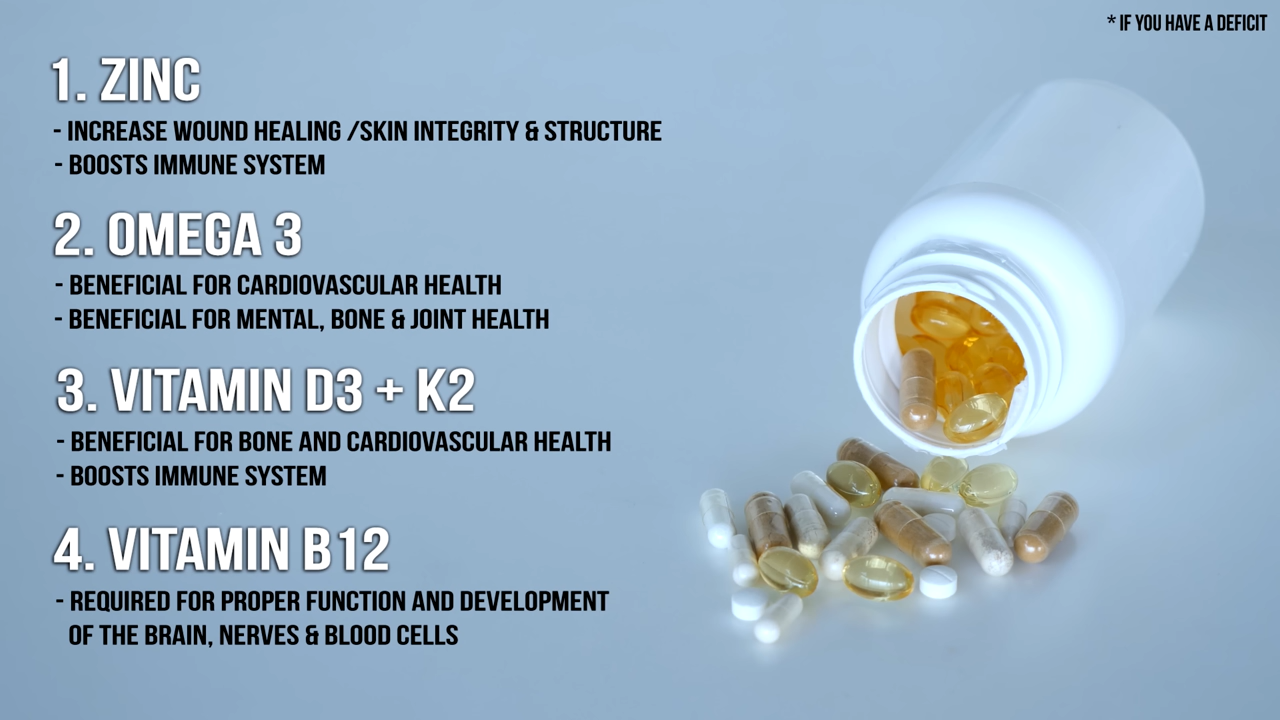 * IF YOU HAVE A DEFICIT
1. ZINC
- INCREASE WOUND HEALING /SKIN INTEGRITY & STRUCTURE
- BOOSTS IMMUNE SYSTEM
2. OMEGA 3
- BENEFICIAL FOR CARDIOVASCULAR HEALTH
- BENEFICIAL FOR MENTAL, BONE & JOINT HEALTH
3. VITAMIN D3 + K2
- BENEFICIAL FOR BONE AND CARDIOVASCULAR HEALTH
- BOOSTS IMMUNE SYSTEM
4. VITAMIN B12
- REQUIRED FOR PROPER FUNCTION AND DEVELOPMENT
OF THE BRAIN, NERVES & BLOOD CELLS